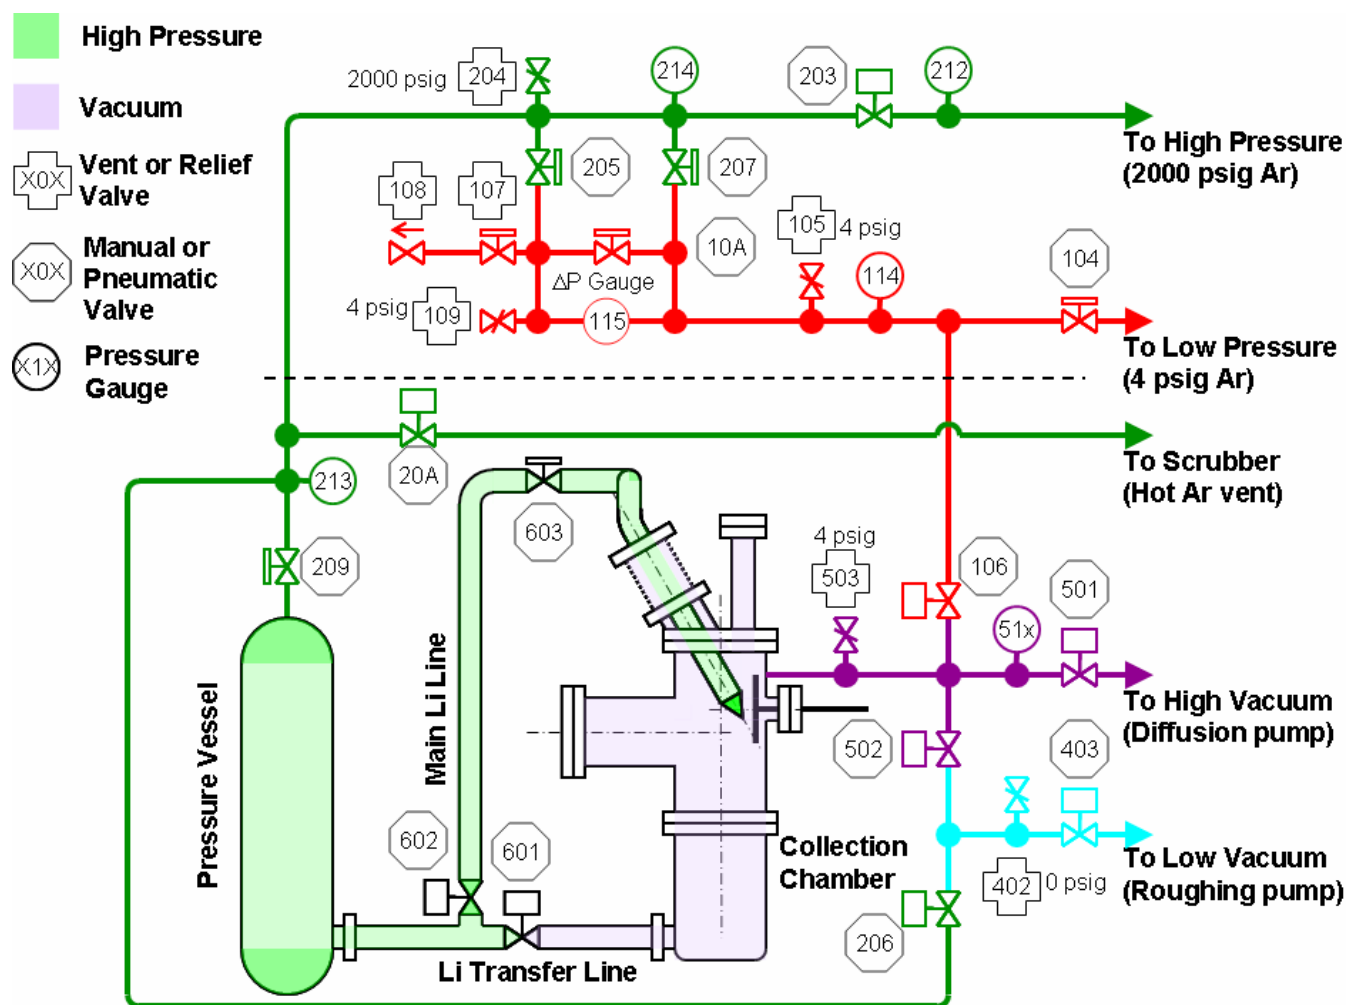 High Pressure
Vacuum
X0X
Vent or Relief
Valve
X0X
Manual or
Pneumatic
Valve
X1X
Pressure
Gauge
2000 psig
204
214
203
212
To High Pressure
(2000 psig Ar)
205
207
108
107
10A
105
4 psig
104
114
ΔP Gauge
4 psig
109
115
To Low Pressure
(4 psig Ar)
213
20A
To Scrubber
(Hot Ar vent)
603
209
4 psig
503
106
501
51x
To High Vacuum
(Diffusion pump)
502
403
Main Li Line
Pressure Vessel
602
601
Collection
Chamber
402
0 psig
To Low Vacuum
(Roughing pump)
206
Li Transfer Line